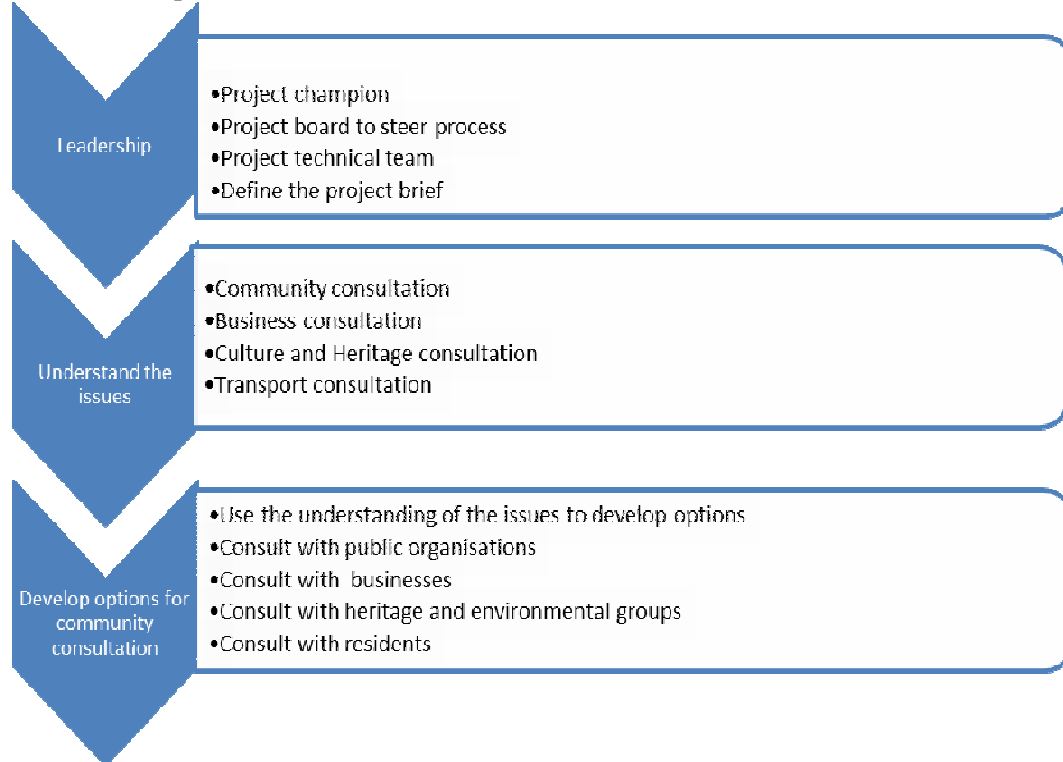 Leadership
•Project champion
•Project board to steer process
•Project technical team
•Define the project brief
Understand the
issues
•Community consultation
•Business consultation
•Culture and Heritage consultation
•Transport consultation
Develop options for
community
consultation
•Use the understanding of the issues to develop options
•Consult with public organisations
•Consult with  businesses
•Consult with heritage and environmental groups
•Consult with residents